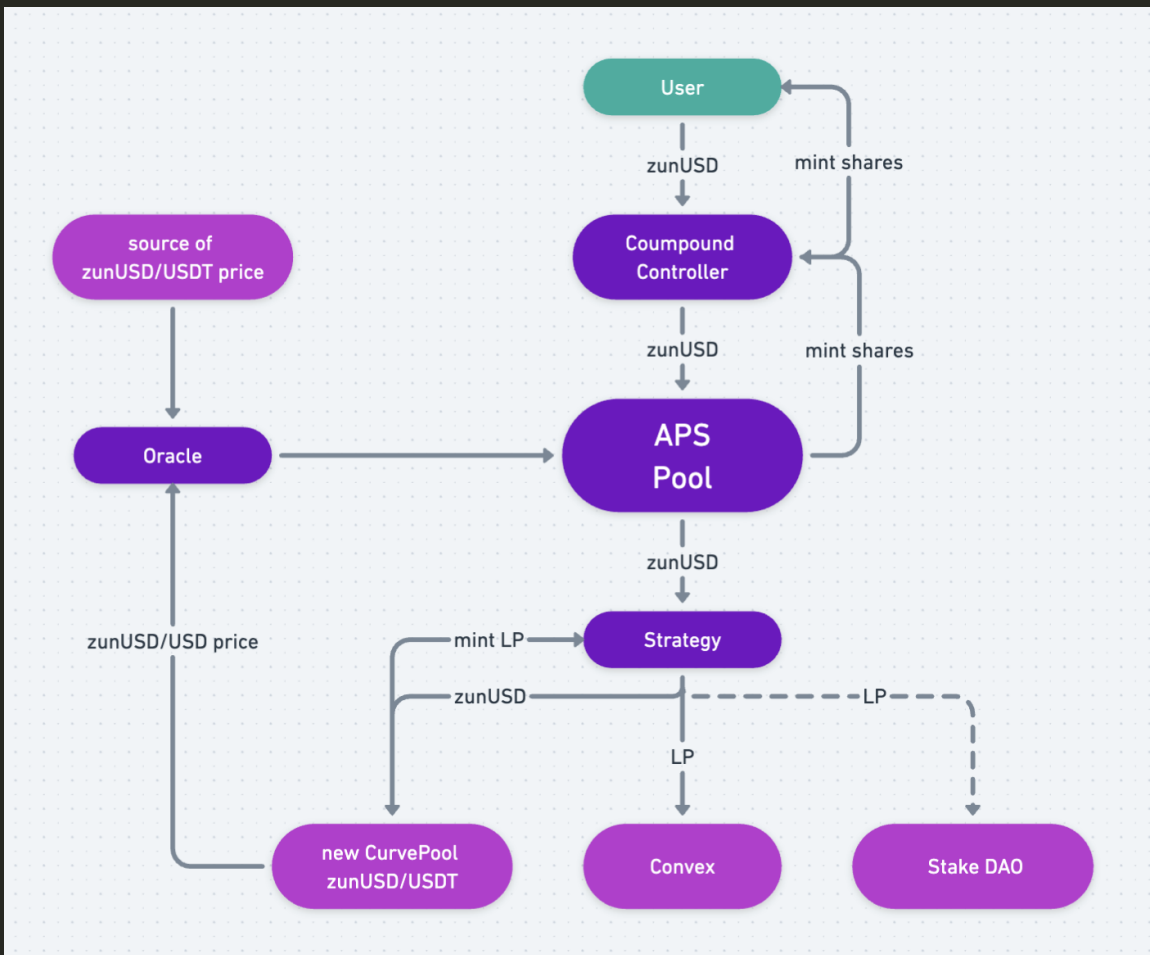 User
zunUSD
mint shares
source of
zunUSD/USDT price
Coumpound
Controller
zunUSD
mint shares
APS
Pool
Oracle
zunUSD
zunUSD/USD price
mint LP
Strategy
zunUSD
LP
LP
new CurvePool
zunUSD/USDT
Convex
Stake DAO